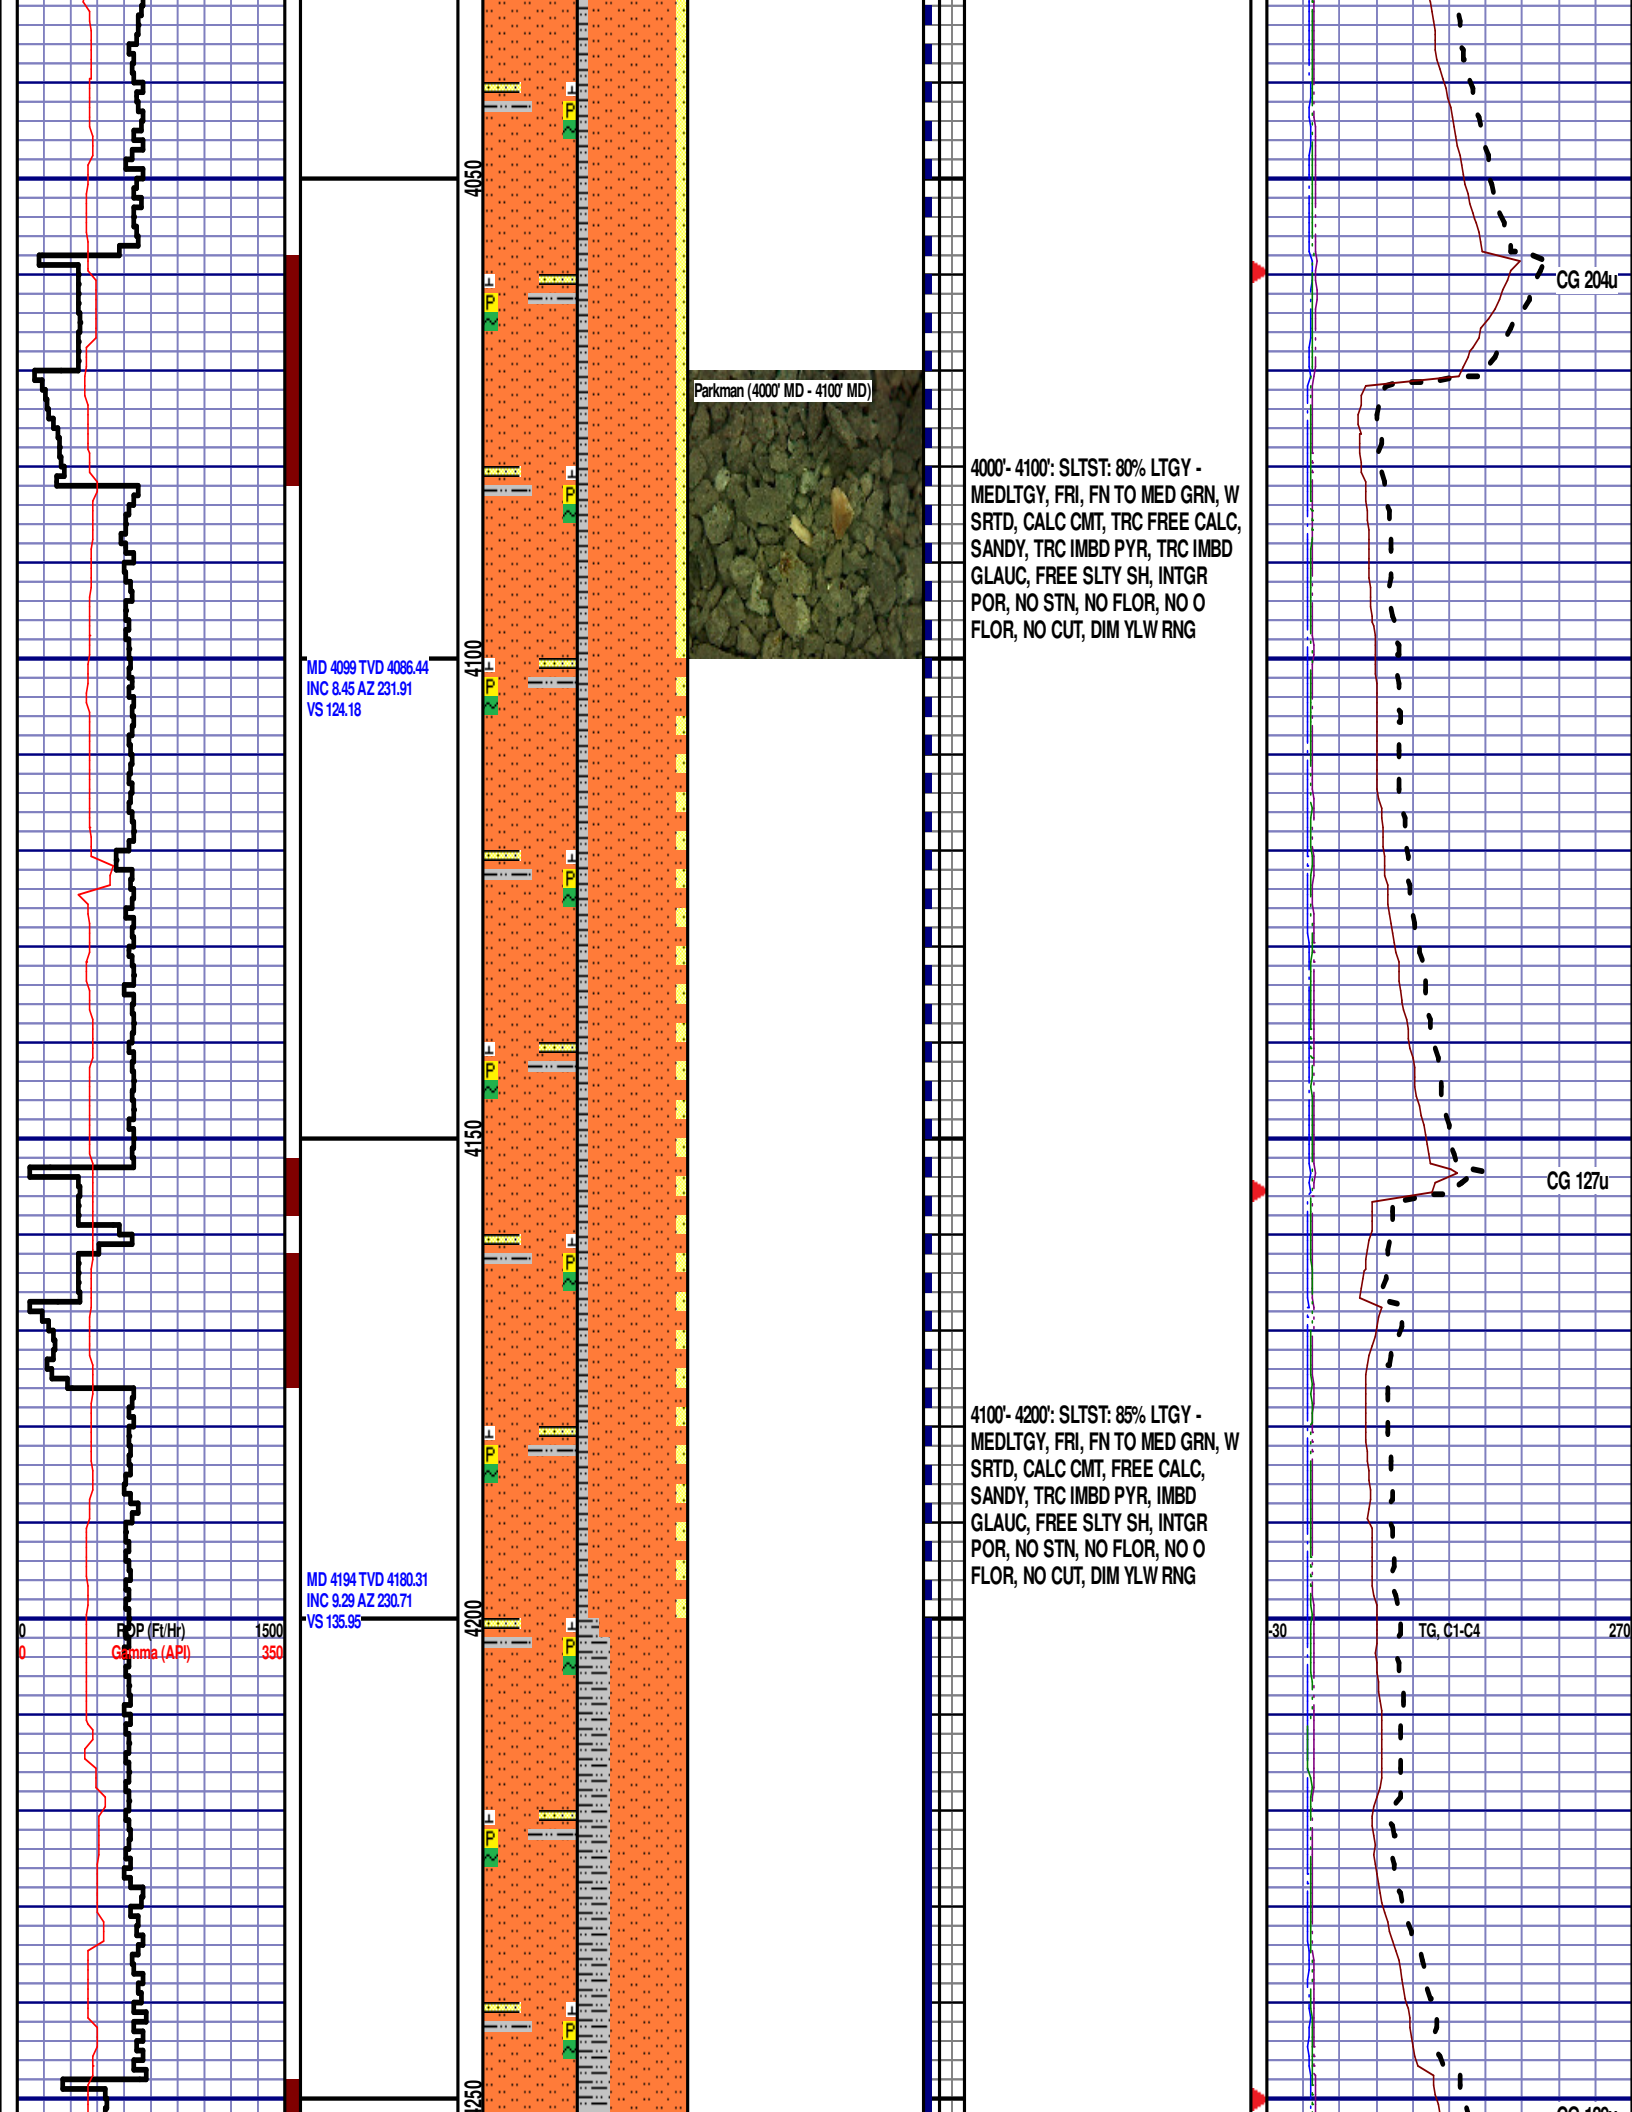 4050
CG 204u
Parkman (4000' MD - 4100' MD)
4000'- 4100': SLTST: 80% LTGY -
MEDLTGY, FRI, FN TO MED GRN, W
SRTD, CALC CMT, TRC FREE CALC,
SANDY, TRC IMBD PYR, TRC IMBD
GLAUC, FREE SLTY SH, INTGR
POR, NO STN, NO FLOR, NO O
FLOR, NO CUT, DIM YLW RNG
4100
MD 4099 TVD 4086.44
INC 8.45 AZ 231.91
VS 124.18
4150
CG 127u
4100'- 4200': SLTST: 85% LTGY -
MEDLTGY, FRI, FN TO MED GRN, W
SRTD, CALC CMT, FREE CALC,
SANDY, TRC IMBD PYR, IMBD
GLAUC, FREE SLTY SH, INTGR
POR, NO STN, NO FLOR, NO O
FLOR, NO CUT, DIM YLW RNG
MD 4194 TVD 4180.31
INC 9.29 AZ 230.71
VS 135.95
4200
0 ROP (Ft/Hr) 1500
0 Gamma (API) 350
-30 TG, C1-C4 270
P
P
P
P
P
P
P
P
P
P
P
4250